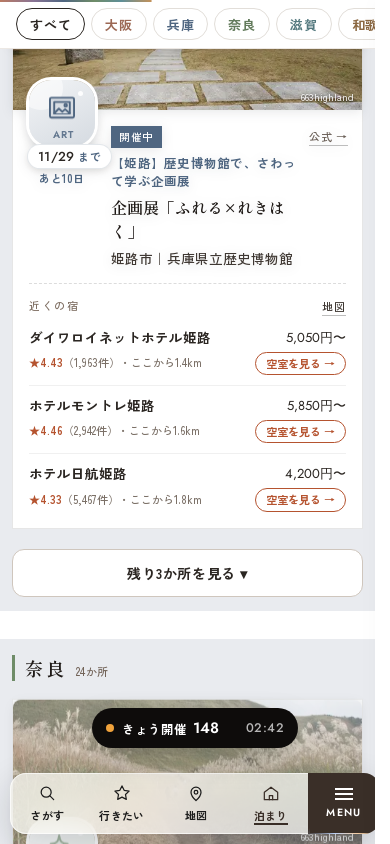 すべて 大阪 兵庫 奈良 滋賀 和歌
663highland
ART
11/29 まで
あと10日
開催中
公式 →
【姫路】歴史博物館で、さわっ
て学ぶ企画展
企画展「ふれる×れきは
く」
姫路市｜兵庫県立歴史博物館
近くの宿 地図
ダイワロイネットホテル姫路 5,050円〜
★4.43（1,963件）・ここから1.4km 空室を見る →
ホテルモントレ姫路 5,850円〜
★4.46（2,942件）・ここから1.6km 空室を見る →
ホテル日航姫路 4,200円〜
★4.33（5,467件）・ここから1.8km 空室を見る →
残り3か所を見る ▾
奈良 24か所
きょう開催 148 02:42
さがす 行きたい 地図 泊まり MENU
663highland